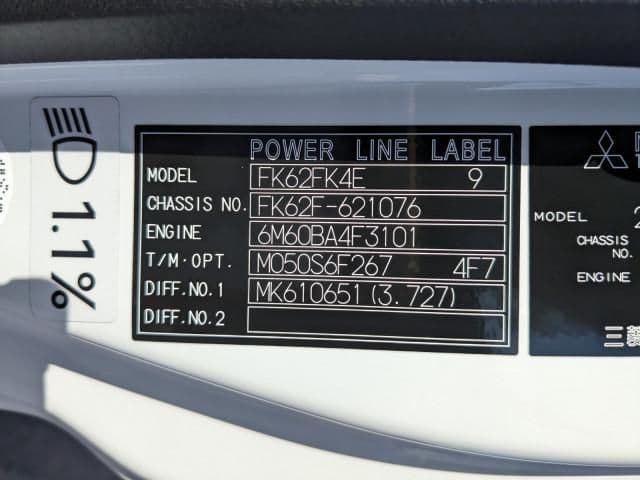 POWER LINE LABEL
MODEL FK62FK4E 9
CHASSIS NO. FK62F-621076
ENGINE 6M60BA4F3101
T/M·OPT. M050S6F267 4F7
DIFF.NO.1 MK610651(3.727)
DIFF.NO.2
1.1%
MODEL 2
CHASSIS
NO.
ENGINE